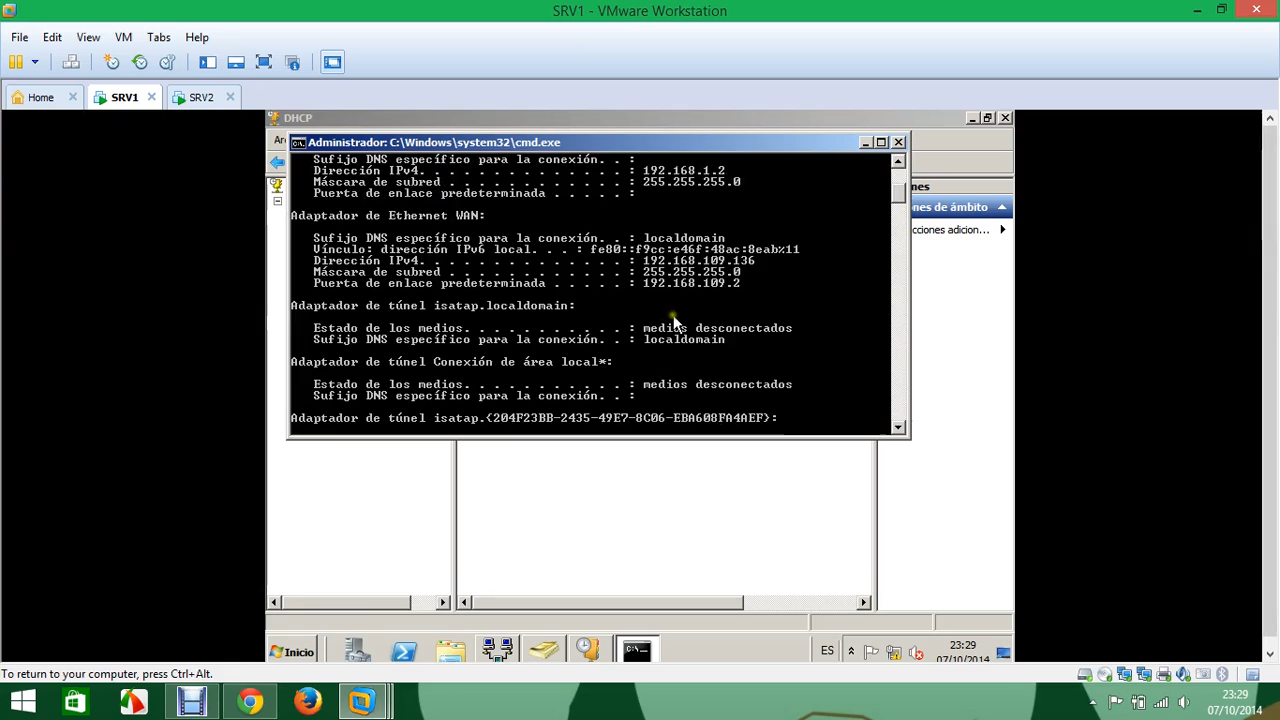 SRV1 - VMware Workstation
File Edit View VM Tabs Help
Home SRV1 SRV2
DHCP
Administrador: C:\Windows\system32\cmd.exe
Sufijo DNS específico para la conexión. . :
Dirección IPv4. . . . . . . . . . . . . . : 192.168.1.2
Máscara de subred . . . . . . . . . . . . : 255.255.255.0
Puerta de enlace predeterminada . . . . . :
Adaptador de Ethernet WAN:
Sufijo DNS específico para la conexión. . : localdomain
Vínculo: dirección IPv6 local. . . : fe80::f9cc:e46f:48ac:8eab%11
Dirección IPv4. . . . . . . . . . . . . . : 192.168.109.136
Máscara de subred . . . . . . . . . . . . : 255.255.255.0
Puerta de enlace predeterminada . . . . . : 192.168.109.2
Adaptador de túnel isatap.localdomain:
Estado de los medios. . . . . . . . . . . : medios desconectados
Sufijo DNS específico para la conexión. . : localdomain
Adaptador de túnel Conexión de área local*:
Estado de los medios. . . . . . . . . . . : medios desconectados
Sufijo DNS específico para la conexión. . :
Adaptador de túnel isatap.{204F23BB-2435-49E7-8C06-EBA608FA4AEF}:
Ar
nes
ones de ámbito
cciones adicion...
Inicio
C:\_
ES
23:29
07/10/2014
To return to your computer, press Ctrl+Alt.
23:29
07/10/2014